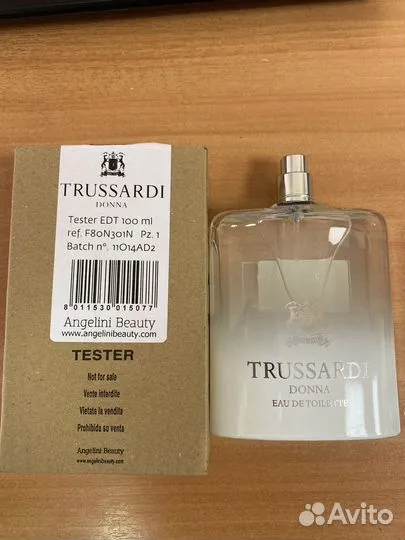 TRUSSARDI
DONNA
Tester EDT 100 ml
ref. F80N301N Pz. 1
Batch n°. 11O14AD2
8 011530 015077
Angelini Beauty
www.angelinibeauty.com
TESTER
Not for sale
Vente interdite
Vietata la vendita
Prohibida su venta
Angelini Beauty
www.angelinibeauty.com
TRUSSARDI
DONNA
EAU DE TOILETTE
Avito